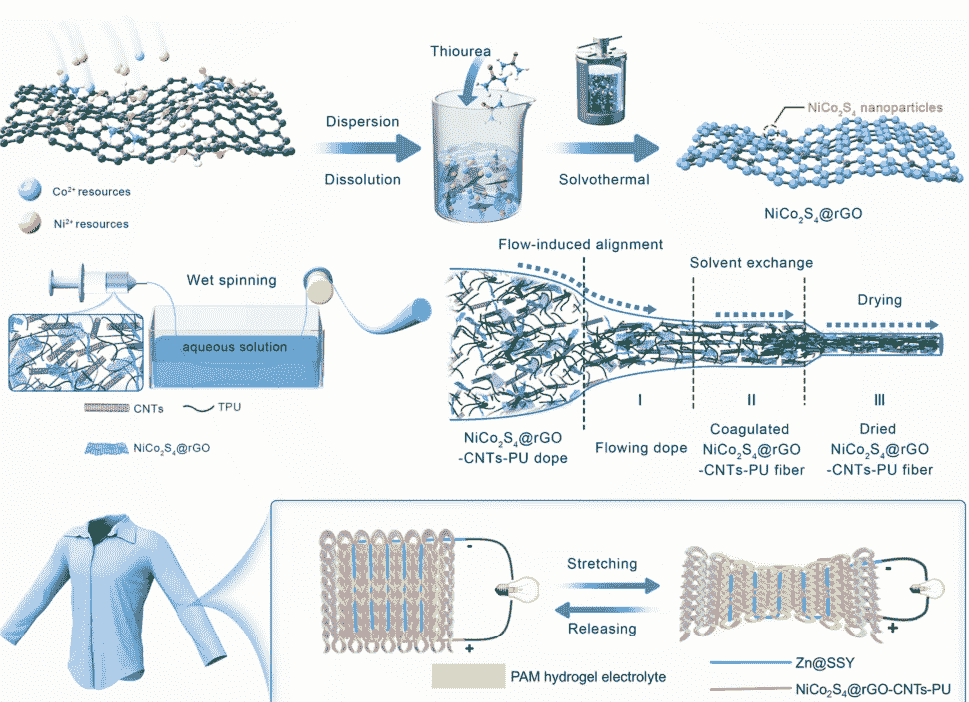 Thiourea
NiCo₂S₄ nanoparticles
Dispersion
Dissolution
Solvothermal
Co²⁺ resources
Ni²⁺ resources
NiCo₂S₄@rGO
Flow-induced alignment
Solvent exchange
Drying
Wet spinning
aqueous solution
CNTs
TPU
NiCo₂S₄@rGO
I
II
III
NiCo₂S₄@rGO
-CNTs-PU dope
Flowing dope
Coagulated
NiCo₂S₄@rGO
-CNTs-PU fiber
Dried
NiCo₂S₄@rGO
-CNTs-PU fiber
-
+
Stretching
Releasing
-
+
PAM hydrogel electrolyte
Zn@SSY
NiCo₂S₄@rGO-CNTs-PU